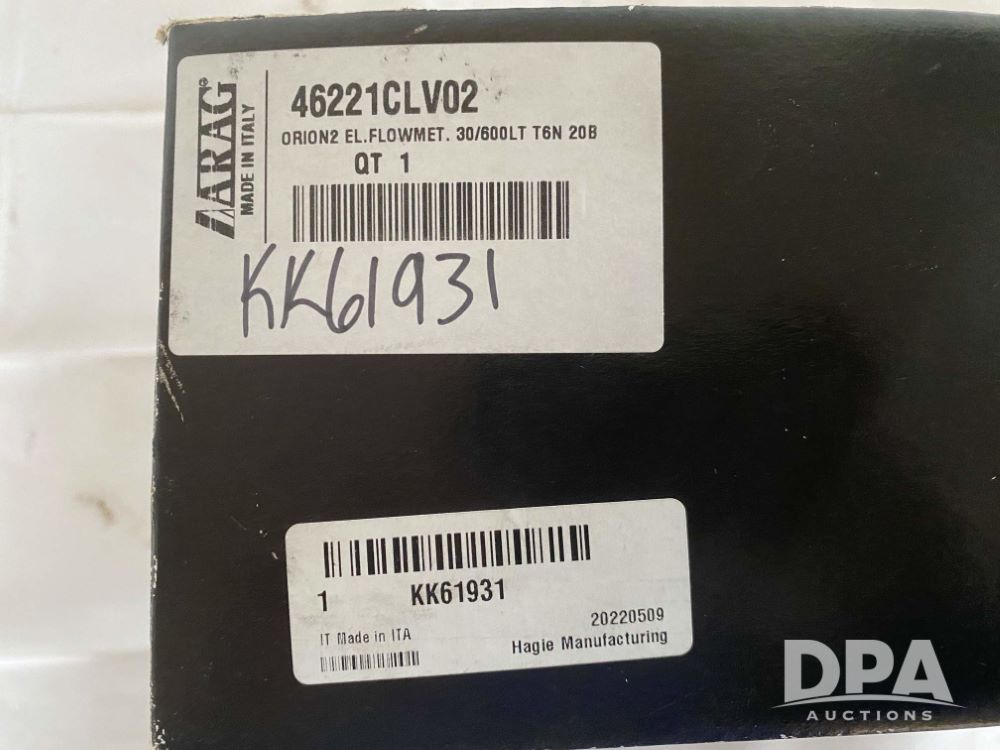 ARAG®
MADE IN ITALY
46221CLV02
ORION2 EL.FLOWMET. 30/600LT T6N 20B
QT 1
KK61931
1 KK61931
20220509
IT Made in ITA
Hagie Manufacturing
DPA
AUCTIONS